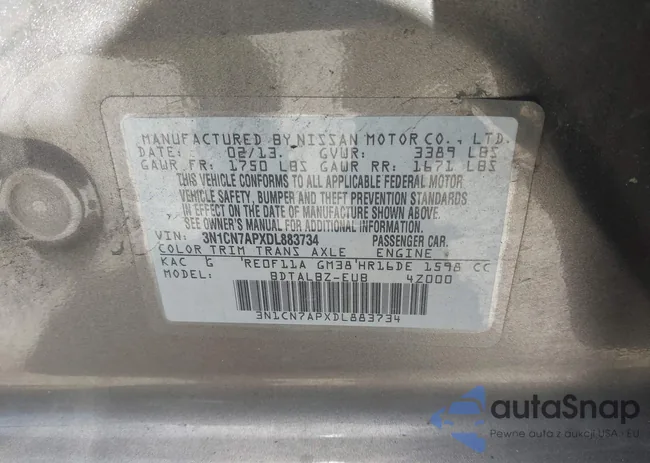 MANUFACTURED BY NISSAN MOTOR CO., LTD.
DATE: 02/13. GVWR: 3389 LBS
GAWR FR: 1750 LBS GAWR RR: 1671 LBS
THIS VEHICLE CONFORMS TO ALL APPLICABLE FEDERAL MOTOR
VEHICLE SAFETY, BUMPER AND THEFT PREVENTION STANDARDS
IN EFFECT ON THE DATE OF MANUFACTURE SHOWN ABOVE.
SEE OWNER'S MANUAL FOR ADDITIONAL INFORMATION.
VIN: 3N1CN7APXDL883734 PASSENGER CAR.
COLOR TRIM TRANS AXLE ENGINE
KAC G RE0F11A GM38 HR16DE 1598 CC
MODEL: BDTALBZ-EUB 4Z000
3N1CN7APXDL883734
autaSnap
Pewne auta z aukcji USA i EU